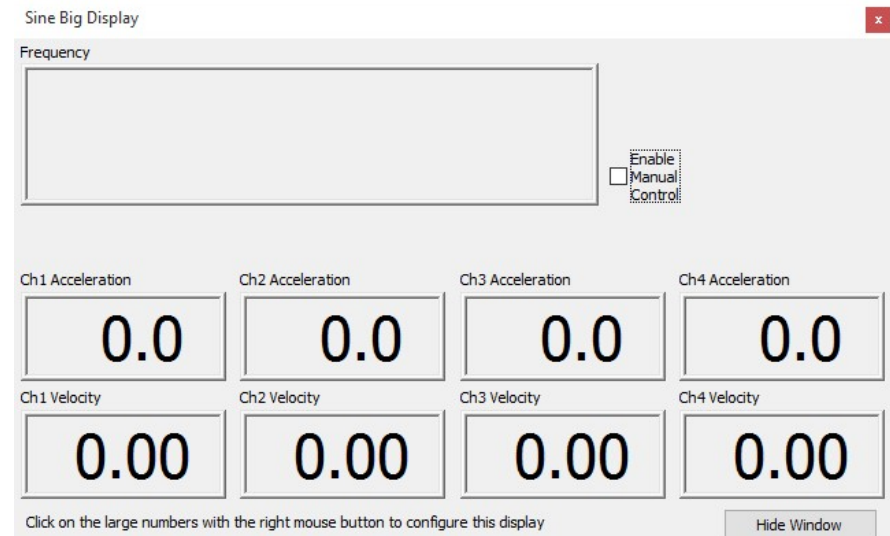 Sine Big Display
x
Frequency
Enable
Manual
Control
Ch1 Acceleration
Ch2 Acceleration
Ch3 Acceleration
Ch4 Acceleration
0.0
0.0
0.0
0.0
Ch1 Velocity
Ch2 Velocity
Ch3 Velocity
Ch4 Velocity
0.00
0.00
0.00
0.00
Click on the large numbers with the right mouse button to configure this display
Hide Window